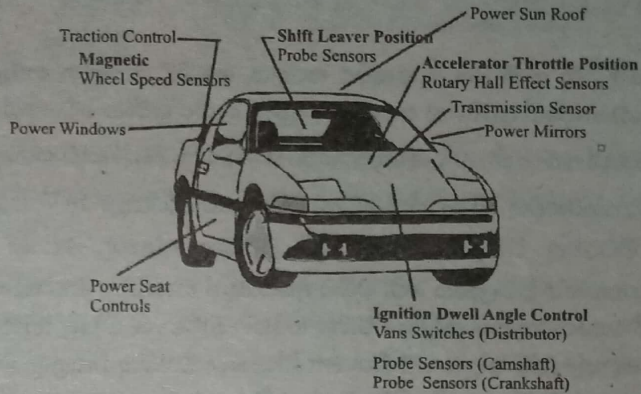 Power Sun Roof
Traction Control
Magnetic
Wheel Speed Sensors
Shift Leaver Position
Probe Sensors
Accelerator Throttle Position
Rotary Hall Effect Sensors
Transmission Sensor
Power Mirrors
Power Windows
Power Seat
Controls
Ignition Dwell Angle Control
Vans Switches (Distributor)
Probe Sensors (Camshaft)
Probe Sensors (Crankshaft)